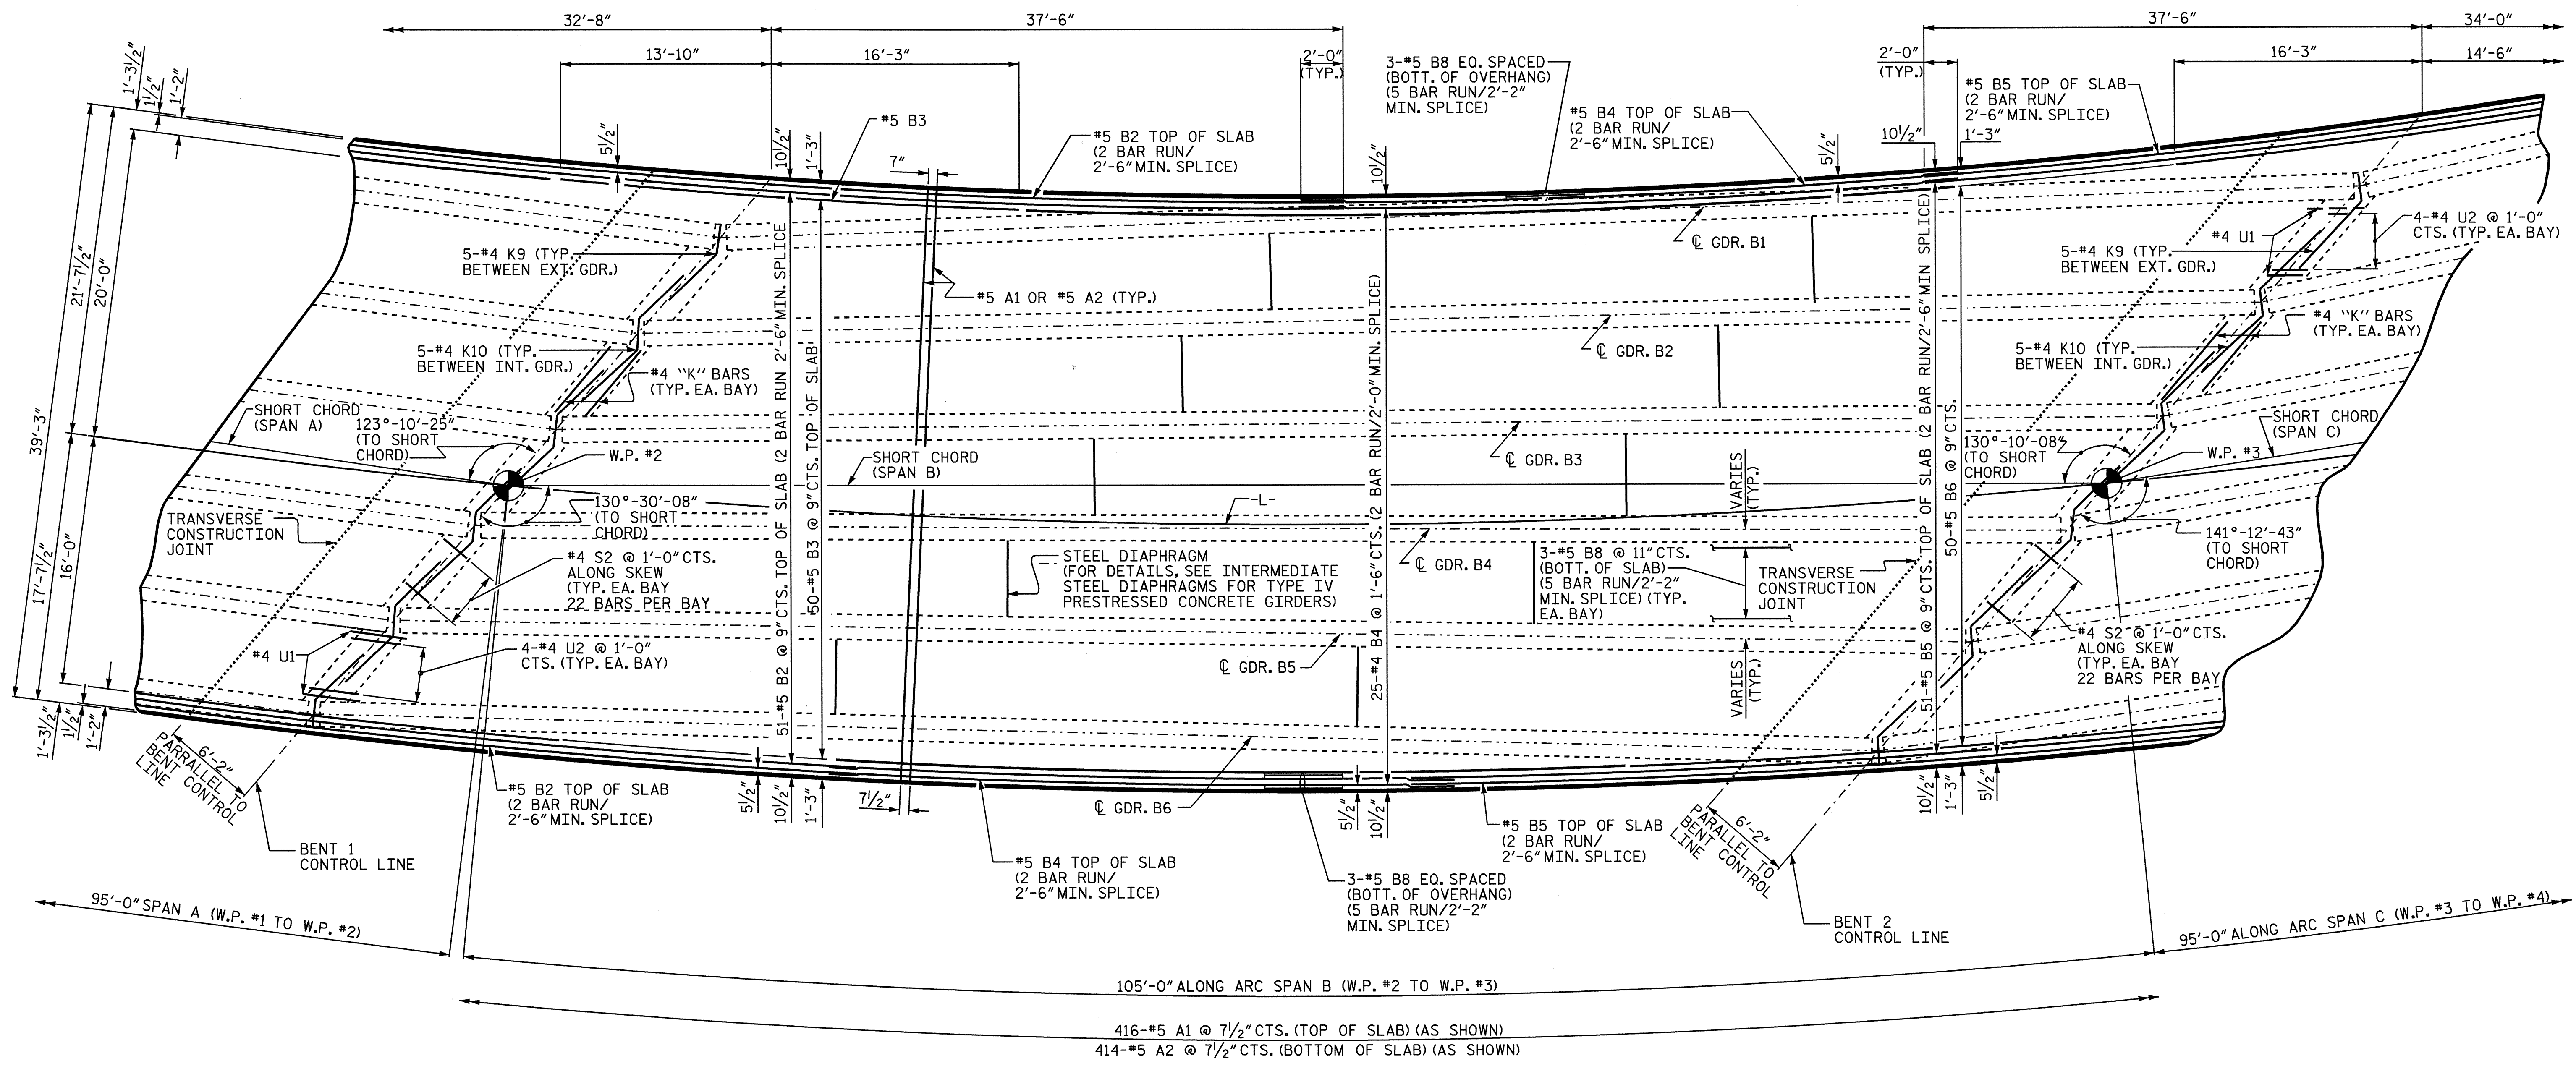 32'-8"
37'-6"
37'-6"
34'-0"
13'-10"
16'-3"
2'-0"
(TYP.)
3-#5 B8 EQ. SPACED
(BOTT. OF OVERHANG)
(5 BAR RUN/2'-2"
MIN. SPLICE)
2'-0"
(TYP.)
16'-3"
14'-6"
1'-3½"
1½"
1'-2"
#5 B3
#5 B2 TOP OF SLAB
(2 BAR RUN/
2'-6" MIN. SPLICE)
#5 B4 TOP OF SLAB
(2 BAR RUN/
2'-6" MIN. SPLICE)
#5 B5 TOP OF SLAB
(2 BAR RUN/
2'-6" MIN. SPLICE)
5½"
10½"
1'-3"
7"
10½"
5½"
10½"
1'-3"
21'-7½"
20'-0"
39'-3"
17'-7½"
16'-0"
5-#4 K9 (TYP.
BETWEEN EXT. GDR.)
#5 A1 OR #5 A2 (TYP.)
℄ GDR. B1
5-#4 K9 (TYP.
BETWEEN EXT. GDR.)
#4 U1
4-#4 U2 @ 1'-0"
CTS. (TYP. EA. BAY)
5-#4 K10 (TYP.
BETWEEN INT. GDR.)
#4 "K" BARS
(TYP. EA. BAY)
℄ GDR. B2
5-#4 K10 (TYP.
BETWEEN INT. GDR.)
#4 "K" BARS
(TYP. EA. BAY)
51-#5 B2 @ 9" CTS. TOP OF SLAB (2 BAR RUN 2'-6" MIN. SPLICE
50-#5 B3 @ 9" CTS. TOP OF SLAB
25-#4 B4 @ 1'-6" CTS. (2 BAR RUN/2'-0" MIN. SPLICE)
51-#5 B5 @ 9" CTS. TOP OF SLAB (2 BAR RUN/2'-6" MIN SPLICE)
50-#5 B6 @ 9" CTS.
SHORT CHORD
(SPAN A)
123°-10'-25"
(TO SHORT
CHORD)
W.P. #2
SHORT CHORD
(SPAN B)
℄ GDR. B3
VARIES
(TYP.)
130°-10'-08"
(TO SHORT
CHORD)
SHORT CHORD
(SPAN C)
W.P. #3
130°-30'-08"
(TO SHORT
CHORD)
-L-
141°-12'-43"
(TO SHORT
CHORD)
TRANSVERSE
CONSTRUCTION
JOINT
#4 S2 @ 1'-0" CTS.
ALONG SKEW
(TYP. EA. BAY
22 BARS PER BAY
STEEL DIAPHRAGM
(FOR DETAILS, SEE INTERMEDIATE
STEEL DIAPHRAGMS FOR TYPE IV
PRESTRESSED CONCRETE GIRDERS)
℄ GDR. B4
3-#5 B8 @ 11" CTS.
(BOTT. OF SLAB)
(5 BAR RUN/2'-2"
MIN. SPLICE) (TYP.
EA. BAY)
TRANSVERSE
CONSTRUCTION
JOINT
#4 S2 @ 1'-0" CTS.
ALONG SKEW
(TYP. EA. BAY
22 BARS PER BAY
#4 U1
4-#4 U2 @ 1'-0"
CTS. (TYP. EA. BAY)
℄ GDR. B5
VARIES
(TYP.)
1'-3½"
1½"
1'-2"
6'-2"
PARRALLEL TO
BENT CONTROL
LINE
#5 B2 TOP OF SLAB
(2 BAR RUN/
2'-6" MIN. SPLICE)
5½"
10½"
1'-3"
7½"
℄ GDR. B6
5½"
10½"
#5 B5 TOP OF SLAB
(2 BAR RUN/
2'-6" MIN. SPLICE)
6'-2"
PARALLEL TO
BENT CONTROL
LINE
10½"
1'-3"
5½"
BENT 1
CONTROL LINE
#5 B4 TOP OF SLAB
(2 BAR RUN/
2'-6" MIN. SPLICE)
3-#5 B8 EQ. SPACED
(BOTT. OF OVERHANG)
(5 BAR RUN/2'-2"
MIN. SPLICE)
BENT 2
CONTROL LINE
95'-0" SPAN A (W.P. #1 TO W.P. #2)
95'-0" ALONG ARC SPAN C (W.P. #3 TO W.P. #4)
105'-0" ALONG ARC SPAN B (W.P. #2 TO W.P. #3)
416-#5 A1 @ 7½" CTS. (TOP OF SLAB) (AS SHOWN)
414-#5 A2 @ 7½" CTS. (BOTTOM OF SLAB) (AS SHOWN)